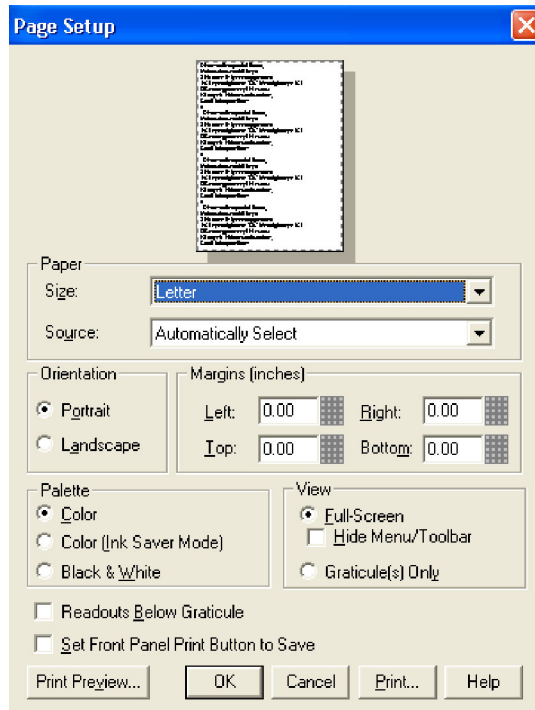 Page Setup
Paper
Size: Letter
Source: Automatically Select
Orientation
Portrait
Landscape
Margins (inches)
Left: 0.00 Right: 0.00
Top: 0.00 Bottom: 0.00
Palette
Color
Color (Ink Saver Mode)
Black & White
View
Full-Screen
Hide Menu/Toolbar
Graticule(s) Only
Readouts Below Graticule
Set Front Panel Print Button to Save
Print Preview... OK Cancel Print... Help